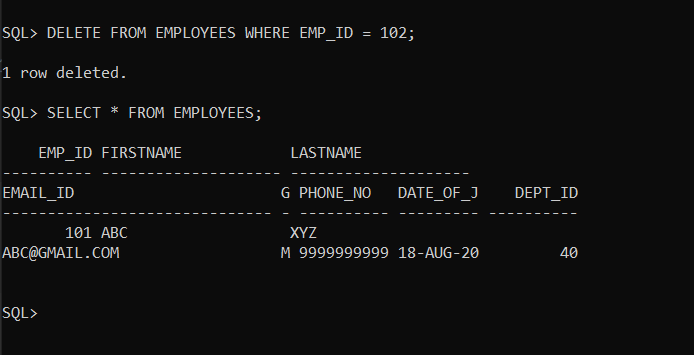 SQL> DELETE FROM EMPLOYEES WHERE EMP_ID = 102;
1 row deleted.
SQL> SELECT * FROM EMPLOYEES;
    EMP_ID FIRSTNAME            LASTNAME
---------- -------------------- --------------------
EMAIL_ID                       G PHONE_NO   DATE_OF_J    DEPT_ID
------------------------------ - ---------- --------- ----------
       101 ABC               XYZ
ABC@GMAIL.COM                  M 9999999999 18-AUG-20         40
SQL>